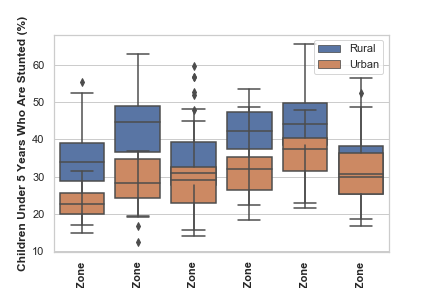 Children Under 5 Years Who Are Stunted (%)
60
50
40
30
20
10
Rural
Urban
Zone
Zone
Zone
Zone
Zone
Zone